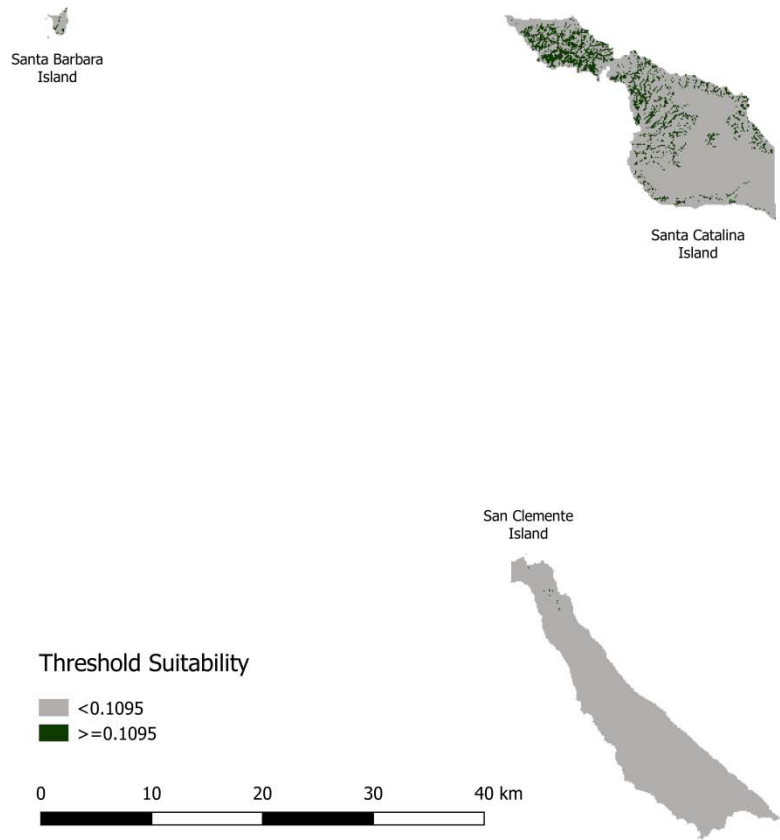 Santa Barbara
Island
Santa Catalina
Island
San Clemente
Island
Threshold Suitability
<0.1095
>=0.1095
0 10 20 30 40 km